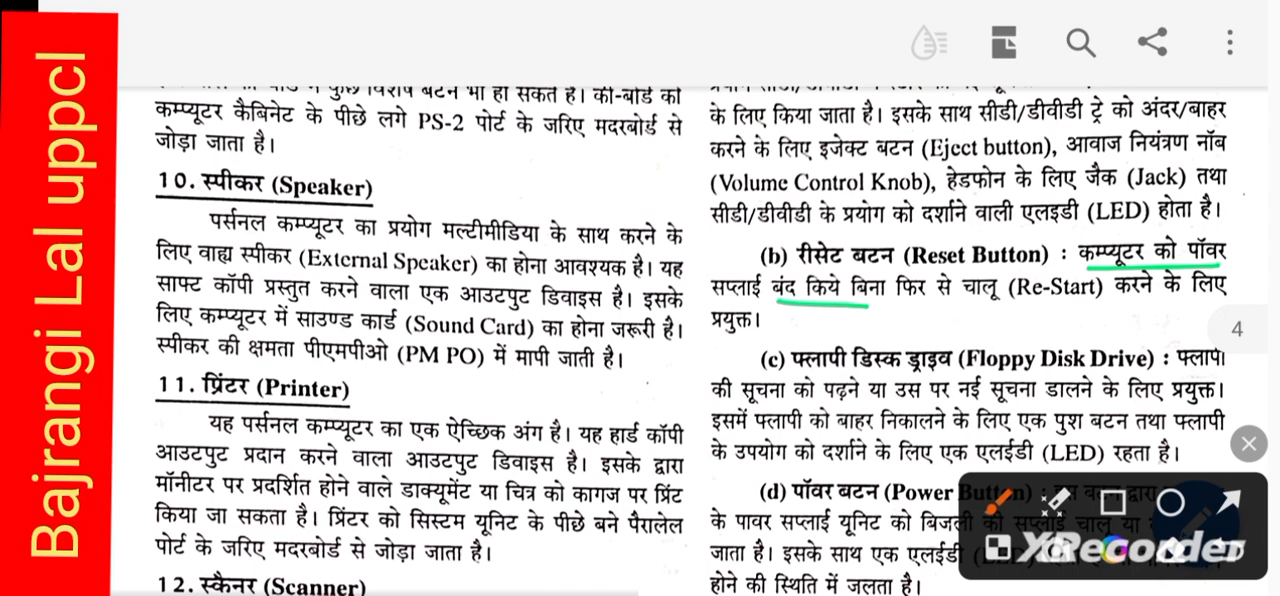 Bajrangi Lal uppcl
कम्प्यूटर कैबिनेट के पीछे लगे PS-2 पोर्ट के जरिए मदरबोर्ड से
जोड़ा जाता है।
10. स्पीकर (Speaker)
पर्सनल कम्प्यूटर का प्रयोग मल्टीमीडिया के साथ करने के
लिए वाह्य स्पीकर (External Speaker) का होना आवश्यक है। यह
साफ्ट कॉपी प्रस्तुत करने वाला एक आउटपुट डिवाइस है। इसके
लिए कम्प्यूटर में साउण्ड कार्ड (Sound Card) का होना जरूरी है।
स्पीकर की क्षमता पीएमपीओ (PM PO) में मापी जाती है।
11. प्रिंटर (Printer)
यह पर्सनल कम्प्यूटर का एक ऐच्छिक अंग है। यह हार्ड कॉपी
आउटपुट प्रदान करने वाला आउटपुट डिवाइस है। इसके द्वारा
मॉनीटर पर प्रदर्शित होने वाले डाक्यूमेंट या चित्र को कागज पर प्रिंट
किया जा सकता है। प्रिंटर को सिस्टम यूनिट के पीछे बने पैरालेल
पोर्ट के जरिए मदरबोर्ड से जोड़ा जाता है।
12. स्कैनर (Scanner)
के लिए किया जाता है। इसके साथ सीडी/डीवीडी ट्रे को अंदर/बाहर
करने के लिए इजेक्ट बटन (Eject button), आवाज नियंत्रण नॉब
(Volume Control Knob), हेडफोन के लिए जैक (Jack) तथा
सीडी/डीवीडी के प्रयोग को दर्शाने वाली एलइडी (LED) होता है।
(b) रीसेट बटन (Reset Button) : कम्प्यूटर को पॉवर
सप्लाई बंद किये बिना फिर से चालू (Re-Start) करने के लिए
प्रयुक्त।
4
(c) फ्लापी डिस्क ड्राइव (Floppy Disk Drive) : फ्लापी
की सूचना को पढ़ने या उस पर नई सूचना डालने के लिए प्रयुक्त।
इसमें फ्लापी को बाहर निकालने के लिए एक पुश बटन तथा फ्लापी
के उपयोग को दर्शाने के लिए एक एलईडी (LED) रहता है।
(d) पॉवर बटन (Power Button) : इस बटन द्वारा
के पावर सप्लाई यूनिट को बिजली की सप्लाई चालू या
जाता है। इसके साथ एक एलईडी
होने की स्थिति में जलता है।
XRecorder